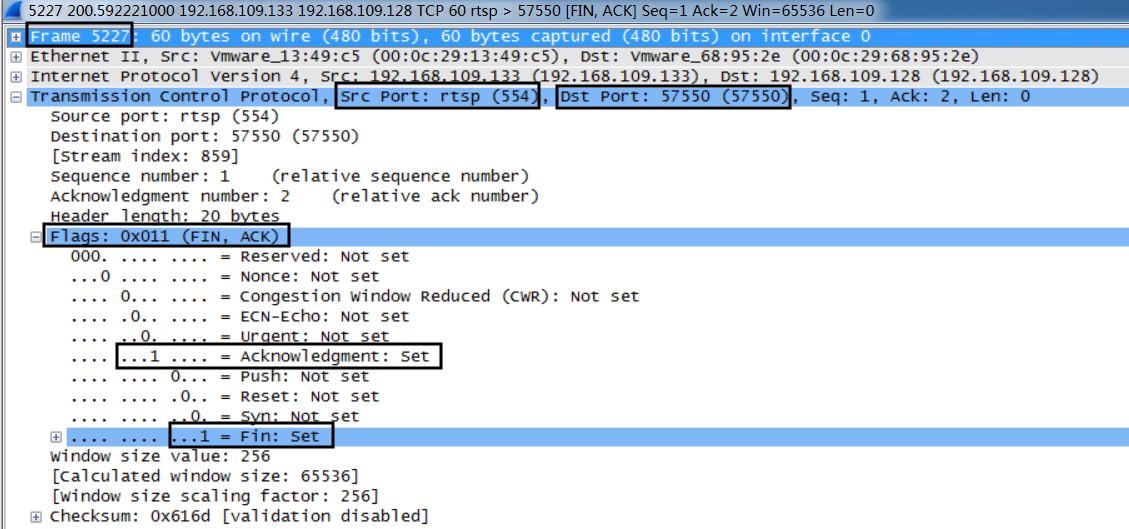 5227 200.592221000 192.168.109.133 192.168.109.128 TCP 60 rtsp > 57550 [FIN, ACK] Seq=1 Ack=2 Win=65536 Len=0
Frame 5227: 60 bytes on wire (480 bits), 60 bytes captured (480 bits) on interface 0
Ethernet II, Src: Vmware_13:49:c5 (00:0c:29:13:49:c5), Dst: Vmware_68:95:2e (00:0c:29:68:95:2e)
Internet Protocol Version 4, Src: 192.168.109.133 (192.168.109.133), Dst: 192.168.109.128 (192.168.109.128)
Transmission Control Protocol, Src Port: rtsp (554), Dst Port: 57550 (57550), Seq: 1, Ack: 2, Len: 0
Source port: rtsp (554)
Destination port: 57550 (57550)
[Stream index: 859]
Sequence number: 1    (relative sequence number)
Acknowledgment number: 2    (relative ack number)
Header length: 20 bytes
Flags: 0x011 (FIN, ACK)
000. .... .... = Reserved: Not set
...0 .... .... = Nonce: Not set
.... 0... .... = Congestion Window Reduced (CWR): Not set
.... .0.. .... = ECN-Echo: Not set
.... ..0. .... = Urgent: Not set
.... ...1 .... = Acknowledgment: Set
.... .... 0... = Push: Not set
.... .... .0.. = Reset: Not set
.... .... ..0. = Syn: Not set
.... .... ...1 = Fin: Set
Window size value: 256
[Calculated window size: 65536]
[Window size scaling factor: 256]
Checksum: 0x616d [validation disabled]